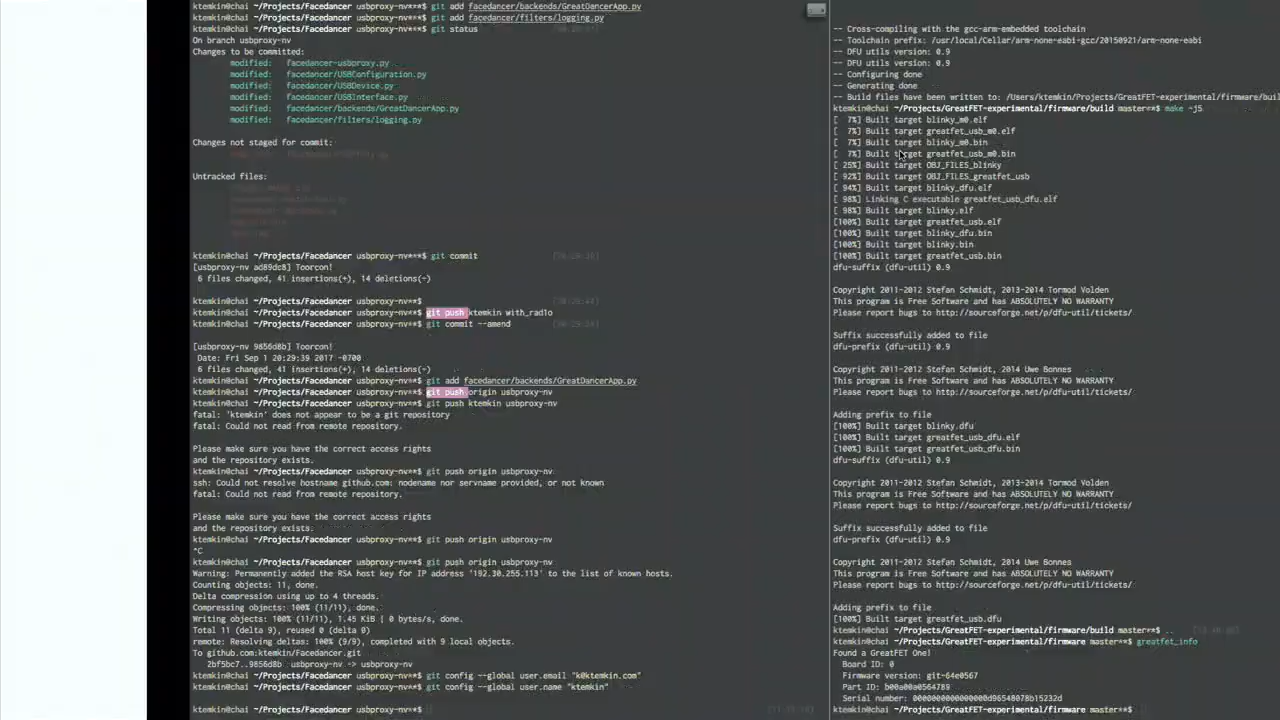 ktemkin@chai ~/Projects/Facedancer usbproxy-nv**$ git add facedancer/backends/GreatDancerApp.py
ktemkin@chai ~/Projects/Facedancer usbproxy-nv**$ git add facedancer/filters/logging.py
ktemkin@chai ~/Projects/Facedancer usbproxy-nv**$ git status
On branch usbproxy-nv
Changes to be committed:
modified: facedancer-usbproxy.py
modified: facedancer/USBConfiguration.py
modified: facedancer/USBDevice.py
modified: facedancer/USBInterface.py
modified: facedancer/backends/GreatDancerApp.py
modified: facedancer/filters/logging.py
Changes not staged for commit:
Untracked files:
ktemkin@chai ~/Projects/Facedancer usbproxy-nv**$ git commit
[usbproxy-nv ad89dc8] Toorcon!
6 files changed, 41 insertions(+), 14 deletions(-)
ktemkin@chai ~/Projects/Facedancer usbproxy-nv**$
ktemkin@chai ~/Projects/Facedancer usbproxy-nv**$ git push ktemkin with_radio
ktemkin@chai ~/Projects/Facedancer usbproxy-nv**$ git commit --amend
[usbproxy-nv 9856d8b] Toorcon!
Date: Fri Sep 1 20:29:39 2017 -0700
6 files changed, 41 insertions(+), 14 deletions(-)
ktemkin@chai ~/Projects/Facedancer usbproxy-nv**$ git add facedancer/backends/GreatDancerApp.py
ktemkin@chai ~/Projects/Facedancer usbproxy-nv**$ git push origin usbproxy-nv
ktemkin@chai ~/Projects/Facedancer usbproxy-nv**$ git push ktemkin usbproxy-nv
fatal: 'ktemkin' does not appear to be a git repository
fatal: Could not read from remote repository.
Please make sure you have the correct access rights
and the repository exists.
ktemkin@chai ~/Projects/Facedancer usbproxy-nv**$ git push origin usbproxy-nv
ssh: Could not resolve hostname github.com: nodename nor servname provided, or not known
fatal: Could not read from remote repository.
Please make sure you have the correct access rights
and the repository exists.
ktemkin@chai ~/Projects/Facedancer usbproxy-nv**$ git push origin usbproxy-nv
^C
ktemkin@chai ~/Projects/Facedancer usbproxy-nv**$ git push origin usbproxy-nv
Warning: Permanently added the RSA host key for IP address '192.30.255.113' to the list of known hosts.
Counting objects: 11, done.
Delta compression using up to 4 threads.
Compressing objects: 100% (11/11), done.
Writing objects: 100% (11/11), 1.45 KiB | 0 bytes/s, done.
Total 11 (delta 9), reused 0 (delta 0)
remote: Resolving deltas: 100% (9/9), completed with 9 local objects.
To github.com:ktemkin/Facedancer.git
2bf5bc7..9856d8b usbproxy-nv -> usbproxy-nv
ktemkin@chai ~/Projects/Facedancer usbproxy-nv**$ git config --global user.email "k@ktemkin.com"
ktemkin@chai ~/Projects/Facedancer usbproxy-nv**$ git config --global user.name "ktemkin"
ktemkin@chai ~/Projects/Facedancer usbproxy-nv**$
-- Cross-compiling with the gcc-arm-embedded toolchain
-- Toolchain prefix: /usr/local/Cellar/arm-none-eabi-gcc/20150921/arm-none-eabi
-- DFU utils version: 0.9
-- DFU utils version: 0.9
-- Configuring done
-- Generating done
-- Build files have been written to: /Users/ktemkin/Projects/GreatFET-experimental/firmware/buil
ktemkin@chai ~/Projects/GreatFET-experimental/firmware/build master**$ make -j5
[ 7%] Built target blinky_m0.elf
[ 7%] Built target greatfet_usb_m0.elf
[ 7%] Built target blinky_m0.bin
[ 7%] Built target greatfet_usb_m0.bin
[ 25%] Built target OBJ_FILES_blinky
[ 92%] Built target OBJ_FILES_greatfet_usb
[ 94%] Built target blinky_dfu.elf
[ 98%] Linking C executable greatfet_usb_dfu.elf
[ 98%] Built target blinky.elf
[100%] Built target greatfet_usb.elf
[100%] Built target blinky_dfu.bin
[100%] Built target blinky.bin
[100%] Built target greatfet_usb.bin
dfu-suffix (dfu-util) 0.9
Copyright 2011-2012 Stefan Schmidt, 2013-2014 Tormod Volden
This program is Free Software and has ABSOLUTELY NO WARRANTY
Please report bugs to http://sourceforge.net/p/dfu-util/tickets/
Suffix successfully added to file
dfu-prefix (dfu-util) 0.9
Copyright 2011-2012 Stefan Schmidt, 2014 Uwe Bonnes
This program is Free Software and has ABSOLUTELY NO WARRANTY
Please report bugs to http://sourceforge.net/p/dfu-util/tickets/
Adding prefix to file
[100%] Built target blinky.dfu
[100%] Built target greatfet_usb_dfu.elf
[100%] Built target greatfet_usb_dfu.bin
dfu-suffix (dfu-util) 0.9
Copyright 2011-2012 Stefan Schmidt, 2013-2014 Tormod Volden
This program is Free Software and has ABSOLUTELY NO WARRANTY
Please report bugs to http://sourceforge.net/p/dfu-util/tickets/
Suffix successfully added to file
dfu-prefix (dfu-util) 0.9
Copyright 2011-2012 Stefan Schmidt, 2014 Uwe Bonnes
This program is Free Software and has ABSOLUTELY NO WARRANTY
Please report bugs to http://sourceforge.net/p/dfu-util/tickets/
Adding prefix to file
[100%] Built target greatfet_usb.dfu
ktemkin@chai ~/Projects/GreatFET-experimental/firmware/build master**$ ..
ktemkin@chai ~/Projects/GreatFET-experimental/firmware master**$ greatfet_info
Found a GreatFET One!
Board ID: 0
Firmware version: git-64e0567
Part ID: b00a00a0564789
ktemkin@chai ~/Projects/GreatFET-experimental/firmware master**$